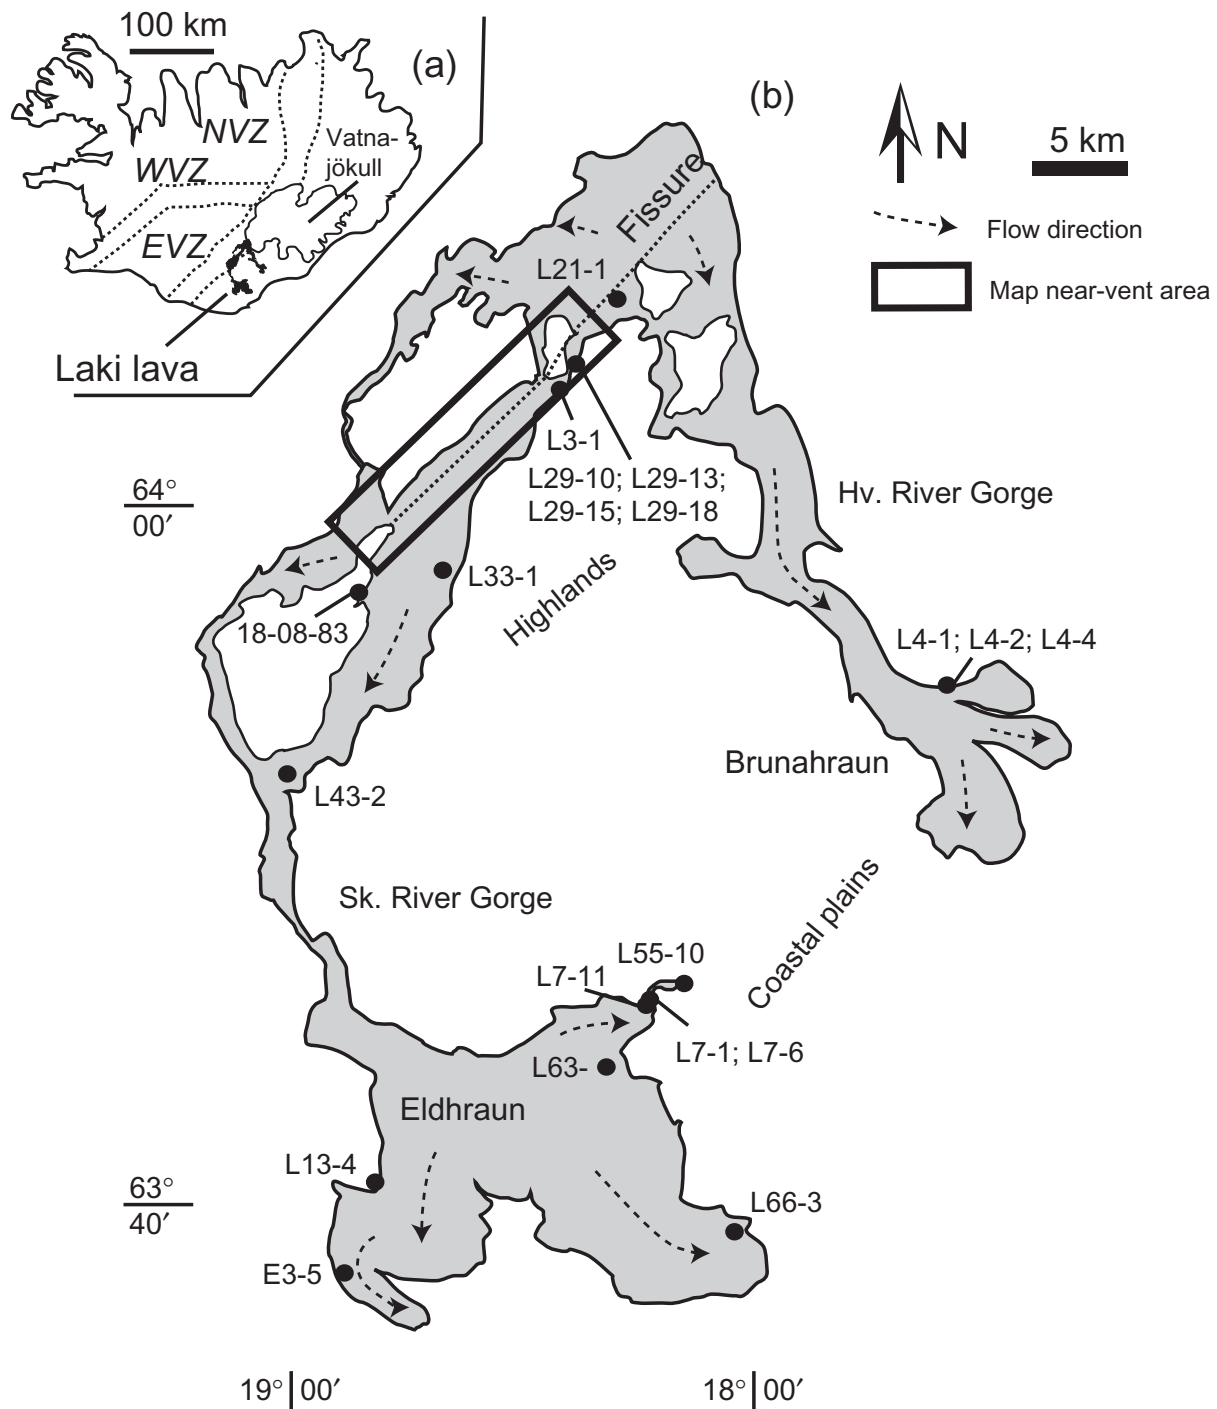 100 km
(a)
NVZ
Vatna-
jökull
WVZ
EVZ
Laki lava
(b)
N
5 km
Flow direction
Map near-vent area
Fissure
L21-1
L3-1
L29-10; L29-13;
L29-15; L29-18
64°
00′
Hv. River Gorge
L33-1
Highlands
18-08-83
L4-1; L4-2; L4-4
Brunahraun
L43-2
Sk. River Gorge
Coastal plains
L55-10
L7-11
L7-1; L7-6
L63-
Eldhraun
L13-4
63°
40′
L66-3
E3-5
19° 00′
18° 00′